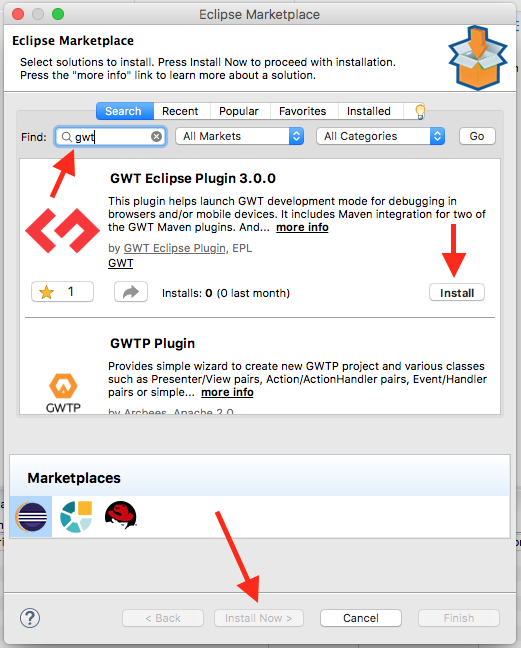 Eclipse Marketplace
Eclipse Marketplace
Select solutions to install. Press Install Now to proceed with installation.
Press the "more info" link to learn more about a solution.
Search Recent Popular Favorites Installed
Find: gwt All Markets All Categories Go
GWT Eclipse Plugin 3.0.0
This plugin helps launch GWT development mode for debugging in
browsers and/or mobile devices. It includes Maven integration for two of
the GWT Maven plugins. And... more info
by GWT Eclipse Plugin, EPL
GWT
1 Installs: 0 (0 last month) Install
GWTP Plugin
Provides simple wizard to create new GWTP project and various classes
such as Presenter/View pairs, Action/ActionHandler pairs, Event/Handler
pairs or simple... more info
GWTP
by Arcbees, Apache 2.0
Marketplaces
? < Back Install Now > Cancel Finish